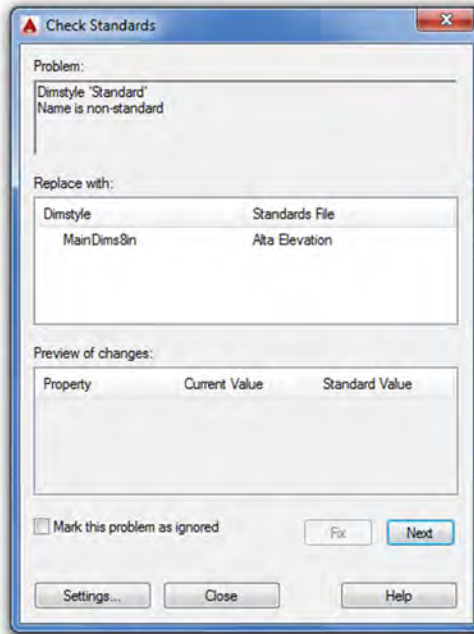 Check Standards
Problem:
Dimstyle 'Standard'
Name is non-standard
Replace with:
Dimstyle Standards File
MainDims8in Alta Elevation
Preview of changes:
Property Current Value Standard Value
Mark this problem as ignored Fix Next
Settings... Close Help